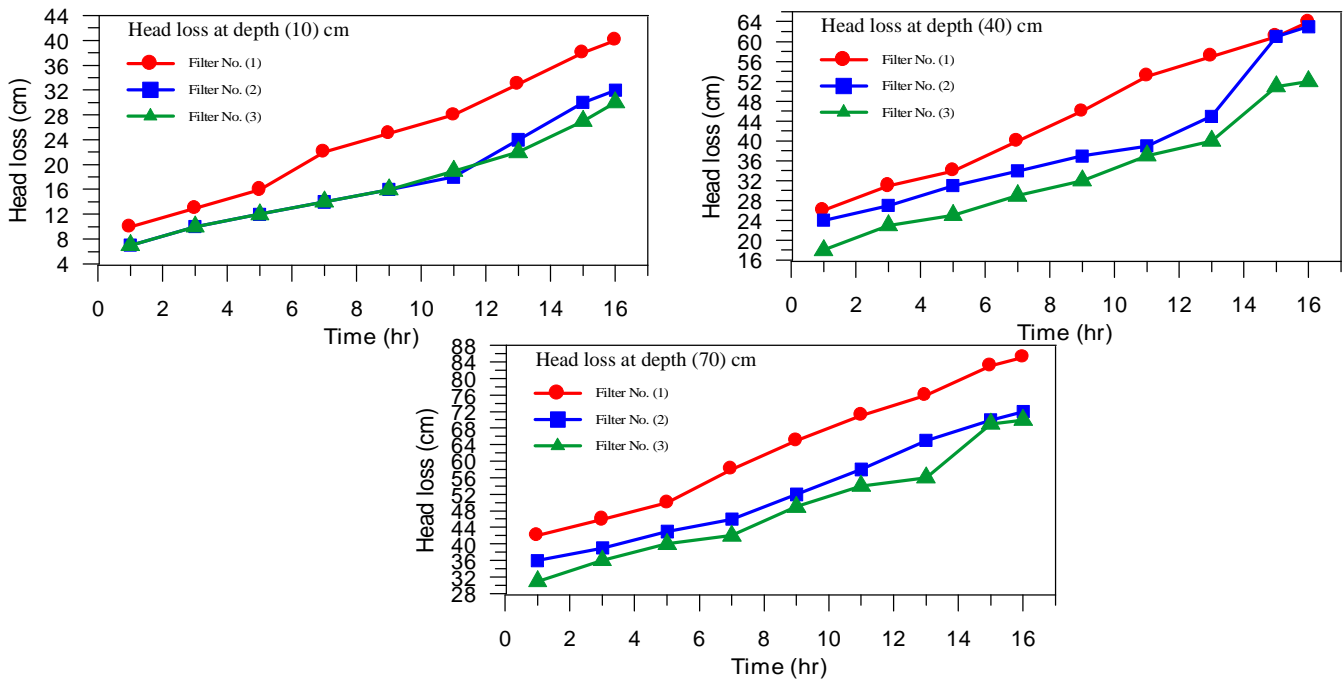 Head loss at depth (10) cm
Filter No. (1)
Filter No. (2)
Filter No. (3)
Head loss (cm)
44
40
36
32
28
24
20
16
12
8
4
0 2 4 6 8 10 12 14 16
Time (hr)
Head loss at depth (40) cm
Filter No. (1)
Filter No. (2)
Filter No. (3)
Head loss (cm)
64
60
56
52
48
44
40
36
32
28
24
20
16
0 2 4 6 8 10 12 14 16
Time (hr)
Head loss at depth (70) cm
Filter No. (1)
Filter No. (2)
Filter No. (3)
Head loss (cm)
88
84
80
76
72
68
64
60
56
52
48
44
40
36
32
28
0 2 4 6 8 10 12 14 16
Time (hr)